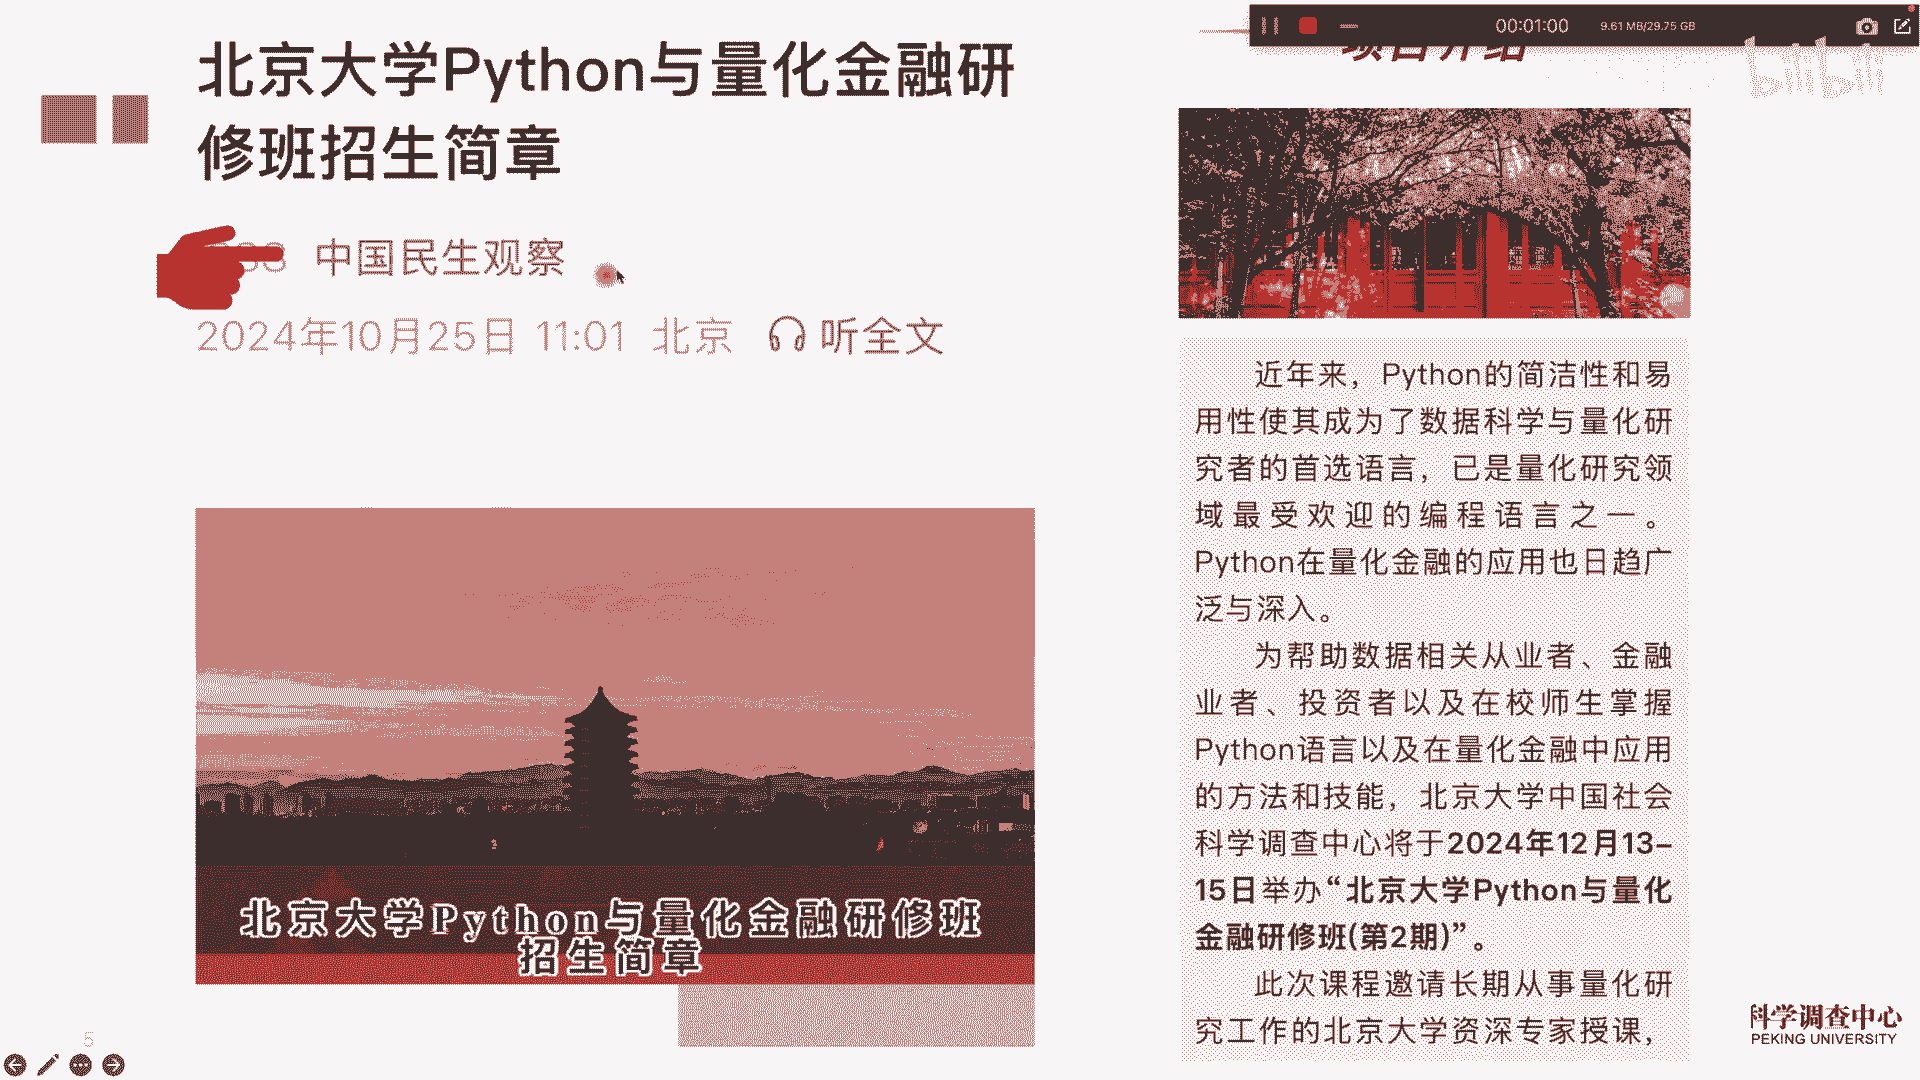 北京大学Python与量化金融研
修班招生简章
中国民生观察
2024年10月25日 11:01 北京 听全文
北京大学Python与量化金融研修班
招生简章
5
00:01:00
9.61 MB/29.75 GB
项目介绍
bilibili
近年来，Python的简洁性和易
用性使其成为了数据科学与量化研
究者的首选语言，已是量化研究领
域最受欢迎的编程语言之一。
Python在量化金融的应用也日趋广
泛与深入。
为帮助数据相关从业者、金融
业者、投资者以及在校师生掌握
Python语言以及在量化金融中应用
的方法和技能，北京大学中国社会
科学调查中心将于2024年12月13-
15日举办“北京大学Python与量化
金融研修班(第2期)”。
此次课程邀请长期从事量化研
究工作的北京大学资深专家授课，
科学调查中心
PEKING UNIVERSITY